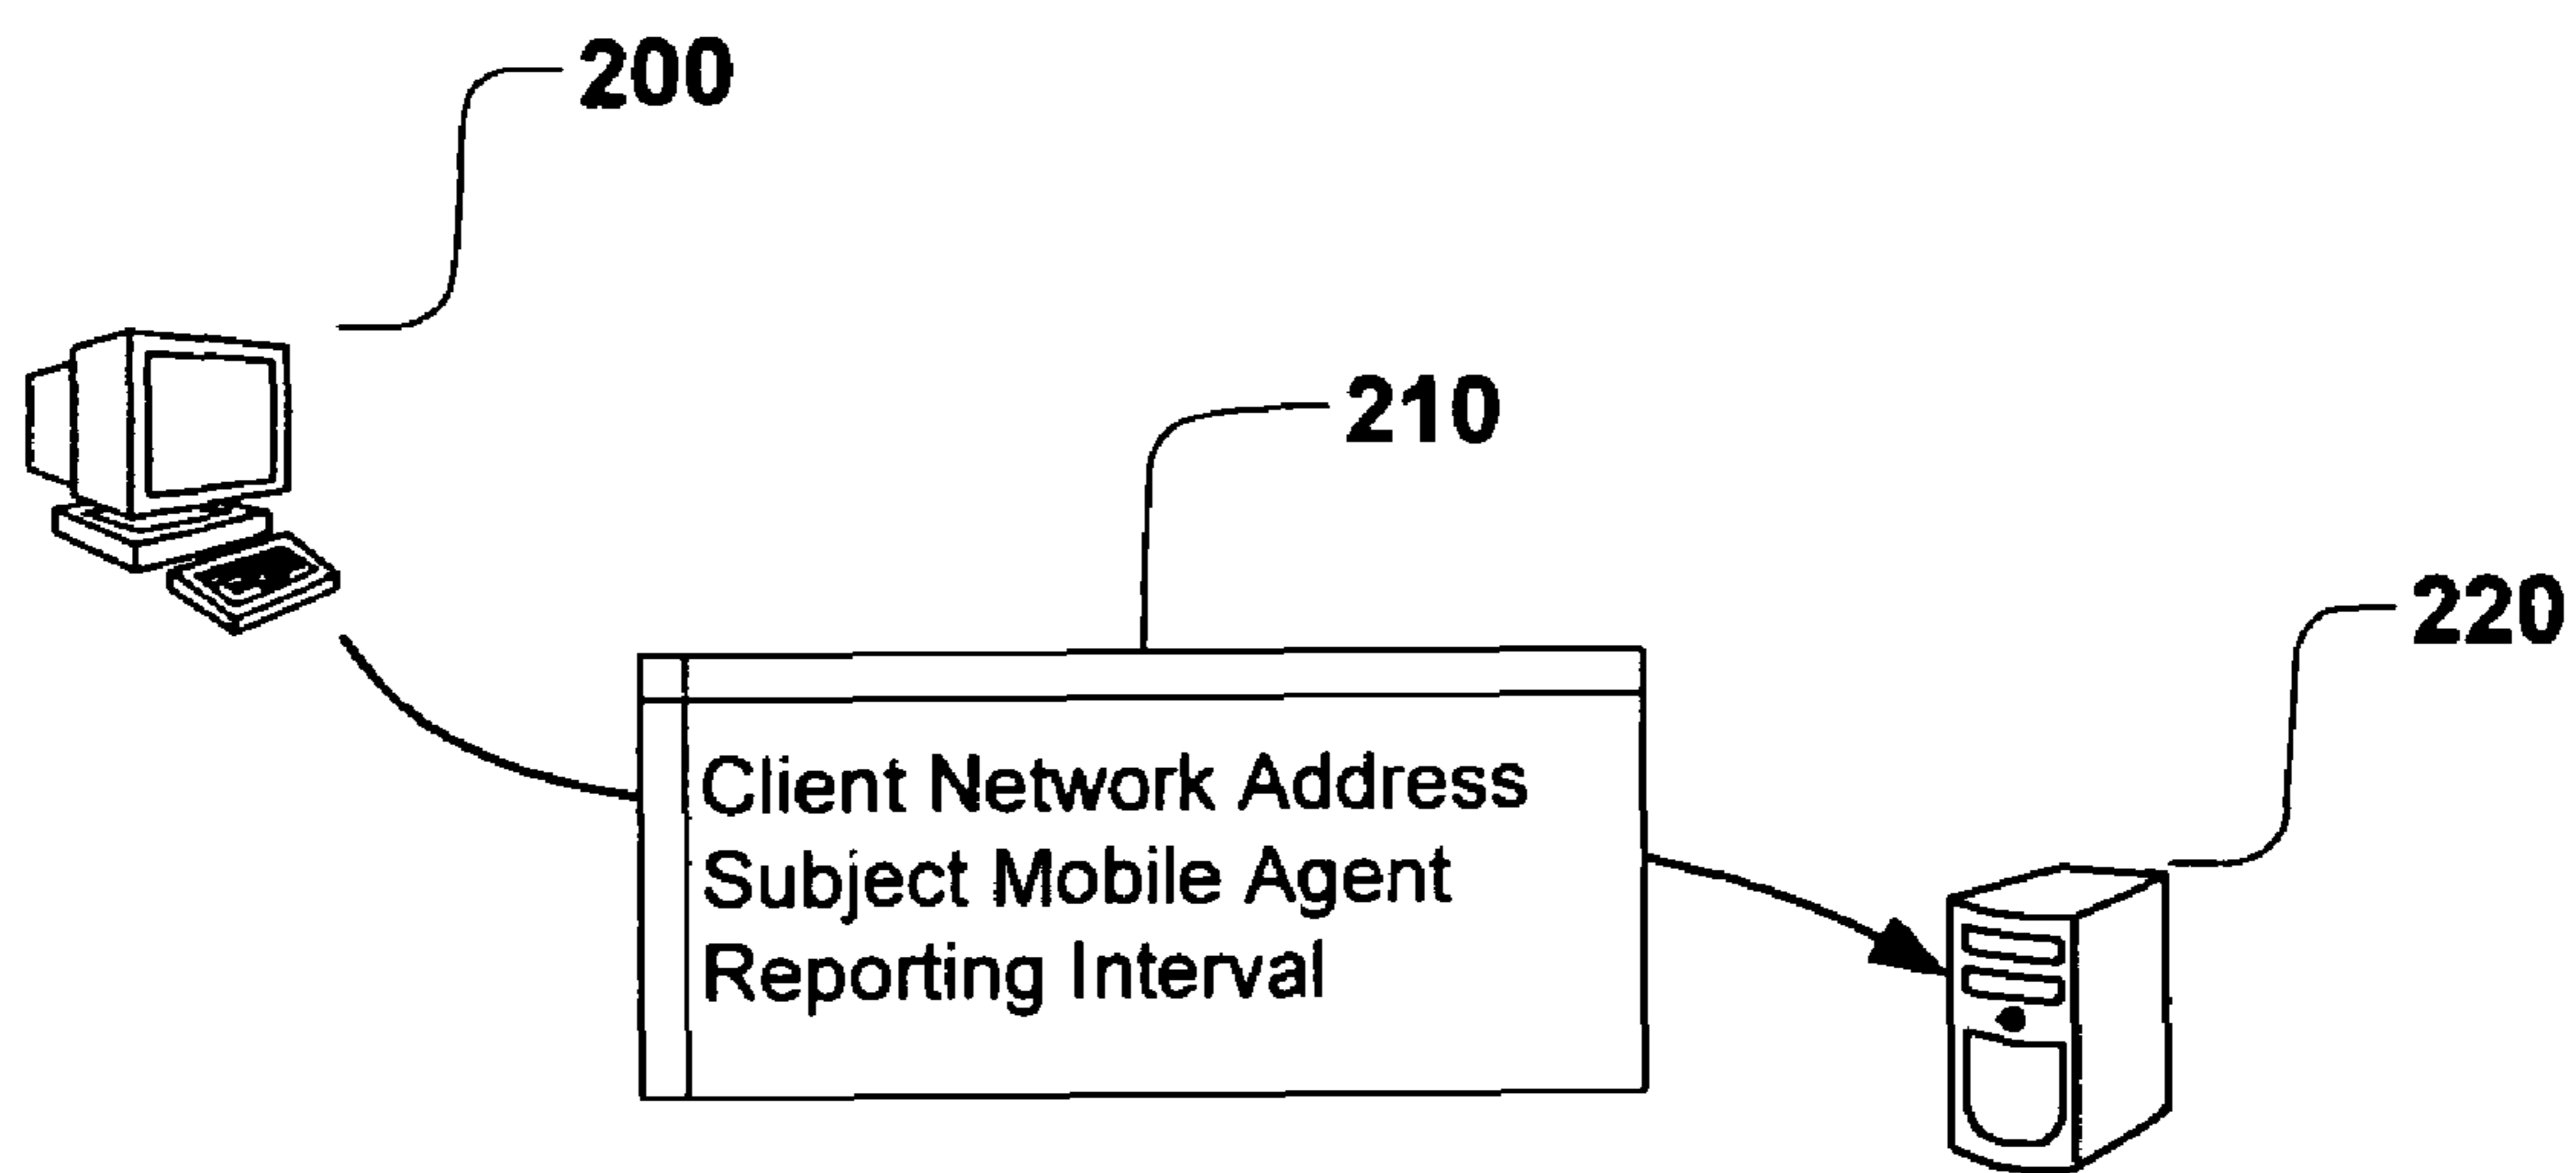 200
210
220
Client Network Address
Subject Mobile Agent
Reporting Interval